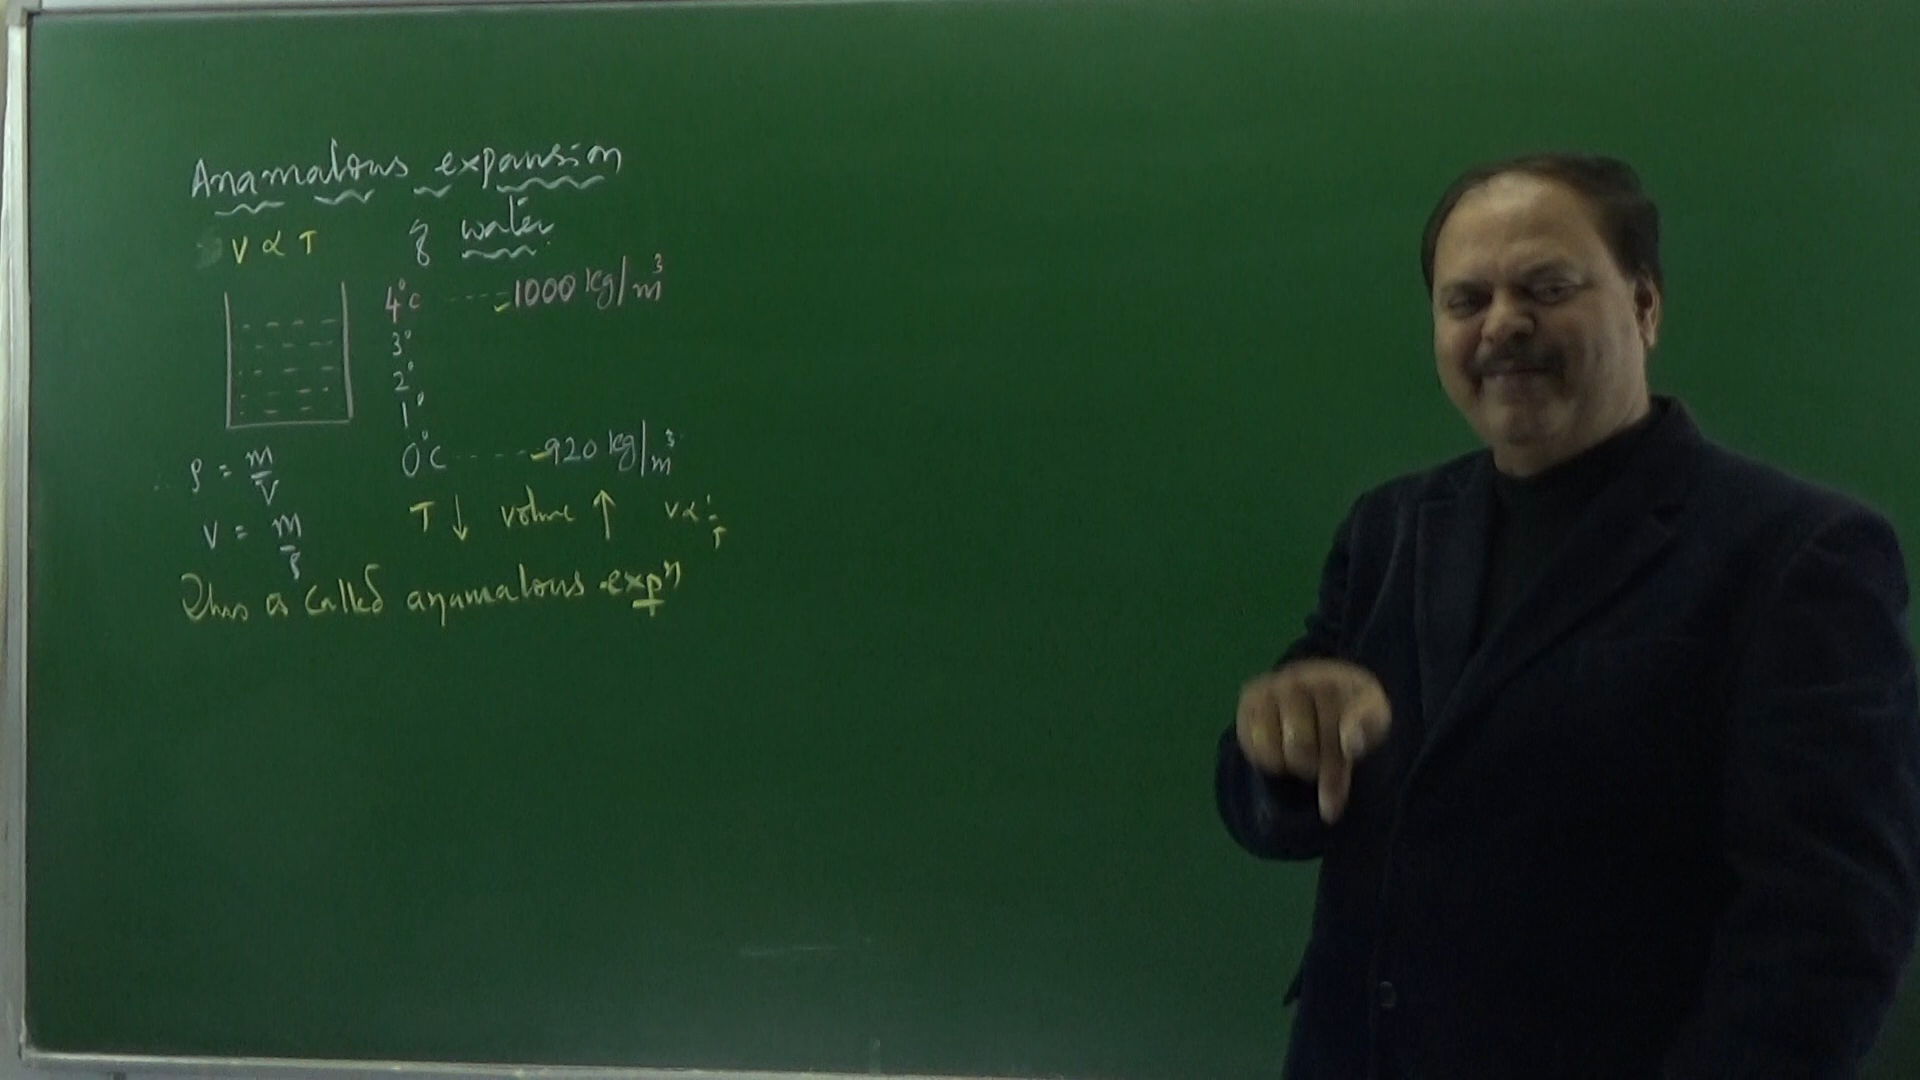 Anamalous expansion
of water
V ∝ T
4°C ---- 1000 kg/m³
3°
2°
1°
0°C ---- 920 kg/m³
∴ ρ = m/V
V = m/ρ
T ↓ volume ↑ V ∝ 1/T
This is called anamalous expⁿ